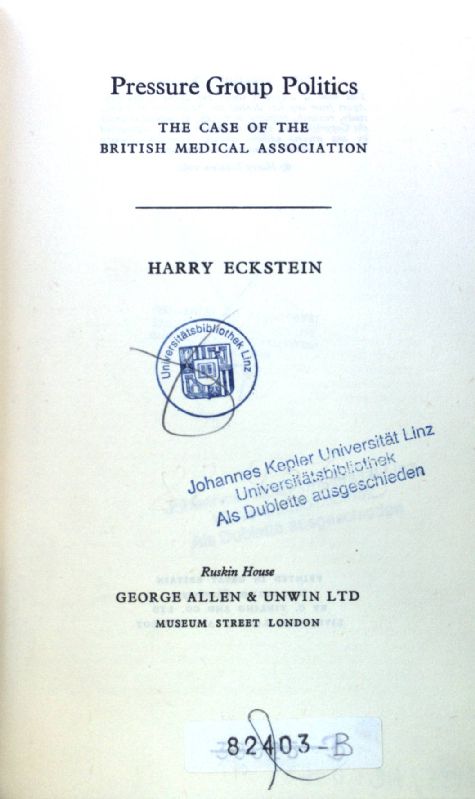 Pressure Group Politics
THE CASE OF THE
BRITISH MEDICAL ASSOCIATION
HARRY ECKSTEIN
Universitätsbibliothek Linz
Johannes Kepler Universität Linz
Universitätsbibliothek
Als Dublette ausgeschieden
Ruskin House
GEORGE ALLEN & UNWIN LTD
MUSEUM STREET LONDON
82403-B